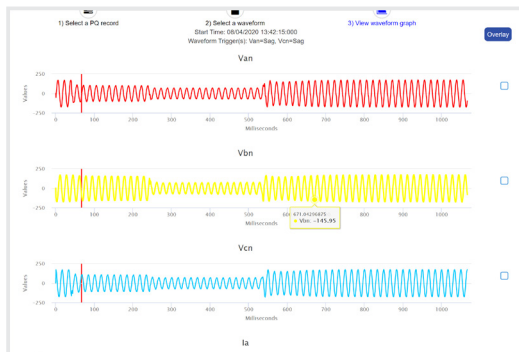 1) Select a PQ record
2) Select a waveform
3) View waveform graph
Start Time: 08/04/2020 13:42:15:000
Waveform Trigger(s): Van=Sag, Vcn=Sag
Overlay
Van
Values
250
0
-250
0 100 200 300 400 500 600 700 800 900 1000
Milliseconds
Vbn
Values
250
0
-250
0 100 200 300 400 500 600 700 800 900 1000
Milliseconds
Vbn: -145.95
Vcn
Values
250
0
-250
0 100 200 300 400 500 600 700 800 900 1000
Milliseconds
Ia